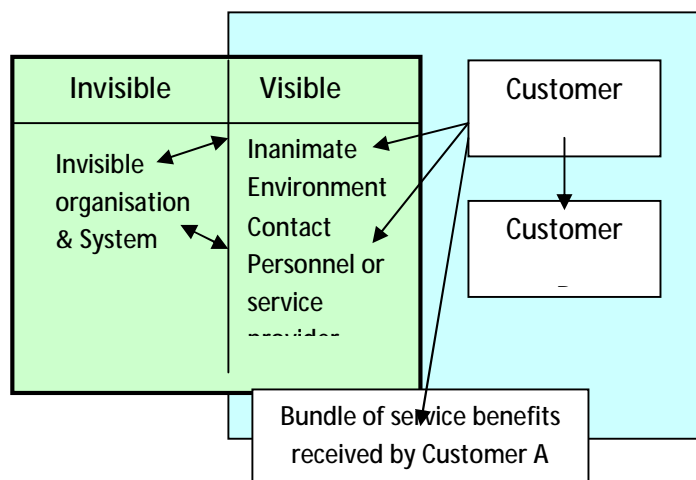 Invisible
Visible
Customer
Invisible
organisation
& System
Inanimate
Environment
Contact
Personnel or
service
Customer
Bundle of service benefits
received by Customer A